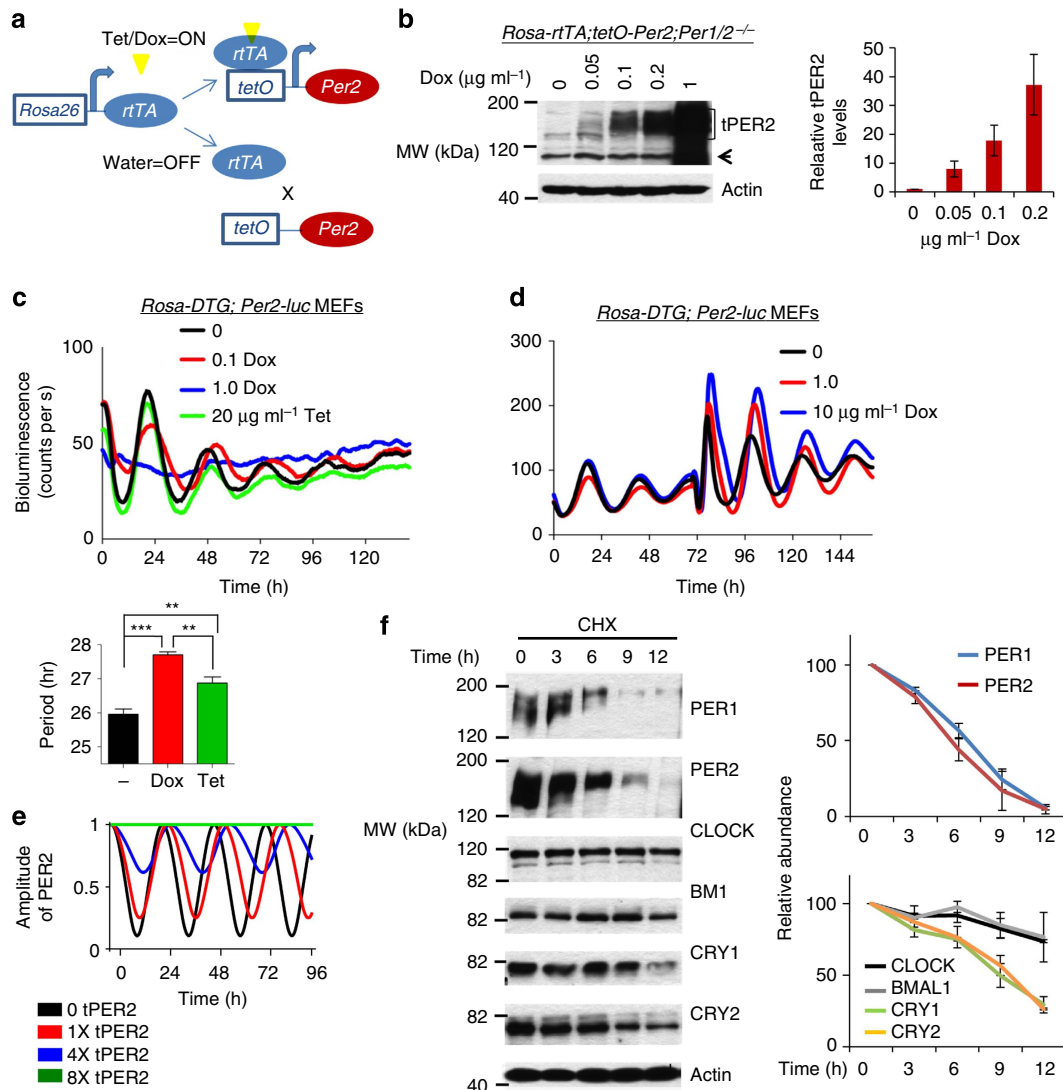 a
Tet/Dox=ON
rtTA
Rosa26
rtTA
tetO
Per2
Water=OFF
rtTA
X
tetO
Per2
b
Rosa-rtTA;tetO-Per2;Per1/2–/–
Dox (μg ml–1)
0
0.05
0.1
0.2
1
200
120
MW (kDa)
40
tPER2
Actin
Relaative tPER2
levels
50
40
30
20
10
0
0 0.05 0.1 0.2
μg ml–1 Dox
c
Rosa-DTG; Per2-luc MEFs
0
0.1 Dox
1.0 Dox
20 μg ml–1 Tet
Bioluminescence
(counts per s)
100
50
0
0 24 48 72 96 120
Time (h)
Period (hr)
28
27
26
25
***
**
**
– Dox Tet
d
Rosa-DTG; Per2-luc MEFs
0
1.0
10 μg ml–1 Dox
300
200
100
0
0 24 48 72 96 120 144
Time (h)
e
Amplitude
of PER2
1
0.5
0
0 24 48 72 96
Time (h)
0 tPER2
1X tPER2
4X tPER2
8X tPER2
f
CHX
Time (h) 0 3 6 9 12
200
120
PER1
200
120
PER2
MW (kDa)
CLOCK
120
82
BM1
82
CRY1
82
CRY2
82
Actin
40
Relative abundance
PER1
PER2
100
50
0
0 3 6 9 12
100
50
0
CLOCK
BMAL1
CRY1
CRY2
Time (h) 0 3 6 9 12